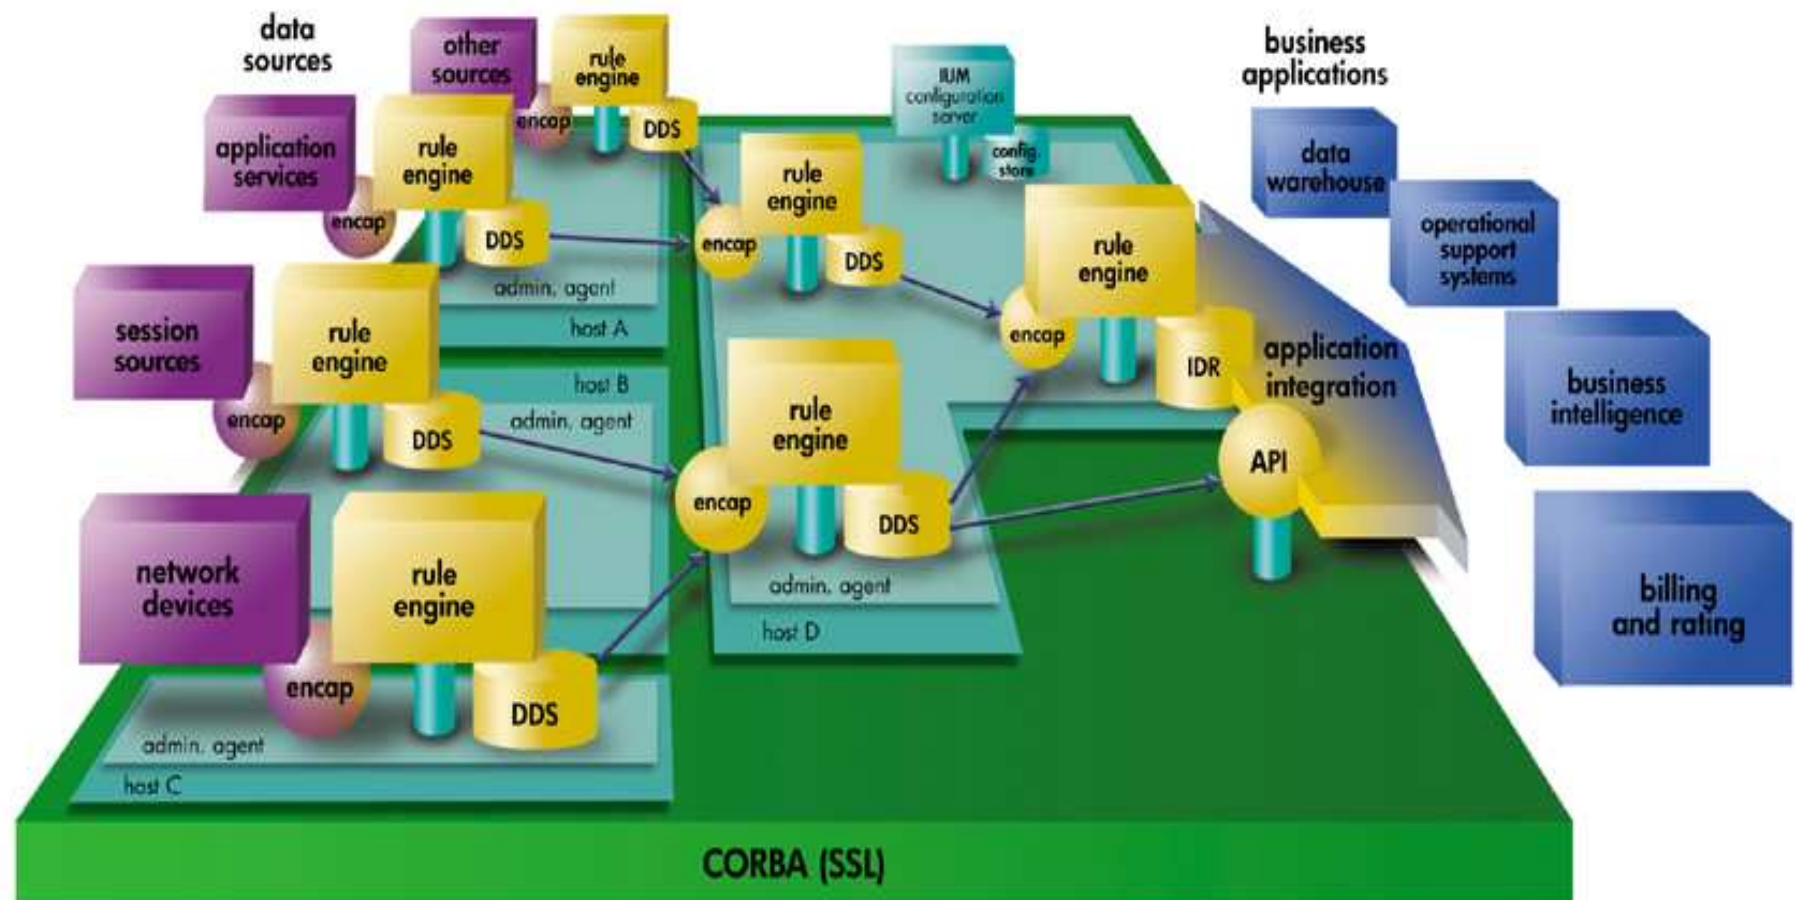 data
sources
other
sources
rule
engine
encap
DDS
application
services
rule
engine
encap
DDS
admin. agent
host A
session
sources
rule
engine
encap
DDS
host B
admin. agent
network
devices
rule
engine
encap
DDS
admin. agent
host C
IUM
configuration
server
config.
store
rule
engine
encap
DDS
rule
engine
encap
DDS
admin. agent
host D
rule
engine
encap
IDR
API
application
integration
business
applications
data
warehouse
operational
support
systems
business
intelligence
billing
and rating
CORBA (SSL)